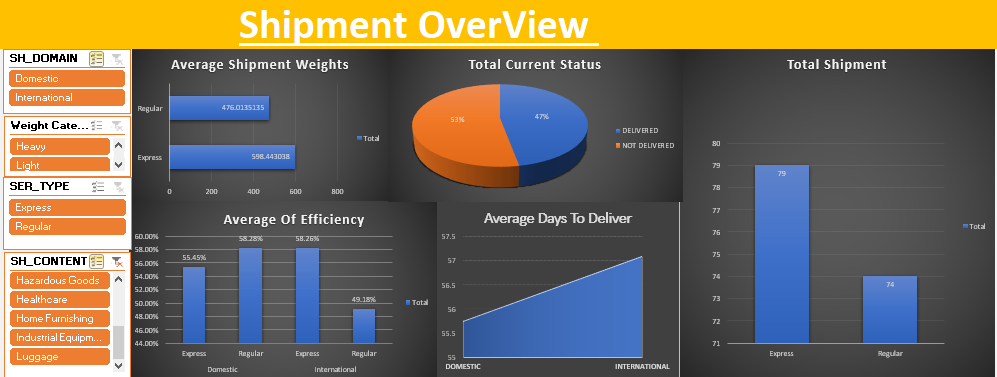 Shipment OverView
SH_DOMAIN
Domestic
International
Weight Cate...
Heavy
Light
SER_TYPE
Express
Regular
SH_CONTENT
Hazardous Goods
Healthcare
Home Furnishing
Industrial Equipm...
Luggage
Average Shipment Weights
Regular
476.0135135
Express
598.443038
0 200 400 600 800
Total
Total Current Status
53%
47%
DELIVERED
NOT DELIVERED
Total Shipment
80
79
78
77
76
75
74
73
72
71
79
74
Express Regular
Total
Average Of Efficiency
60.00%
58.00%
56.00%
54.00%
52.00%
50.00%
48.00%
46.00%
44.00%
55.45%
58.28%
58.26%
49.18%
Express Regular Express Regular
Domestic International
Total
Average Days To Deliver
57.5
57
56.5
56
55.5
55
DOMESTIC INTERNATIONAL